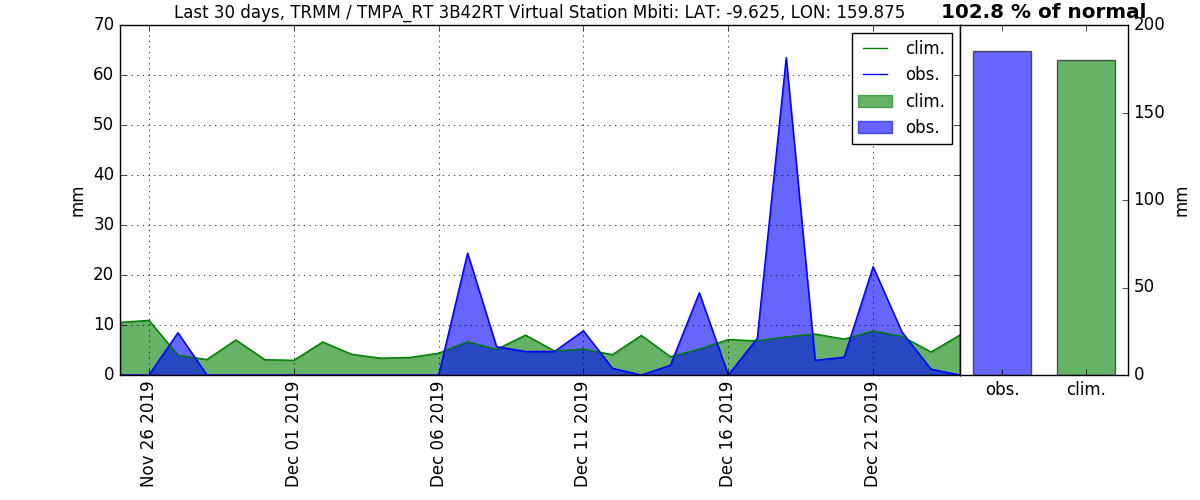 Last 30 days, TRMM / TMPA_RT 3B42RT Virtual Station Mbiti: LAT: -9.625, LON: 159.875
102.8 % of normal
70
60
50
40
30
20
10
0
mm
clim.
obs.
clim.
obs.
200
150
100
50
0
mm
obs.
clim.
Nov 26 2019
Dec 01 2019
Dec 06 2019
Dec 11 2019
Dec 16 2019
Dec 21 2019